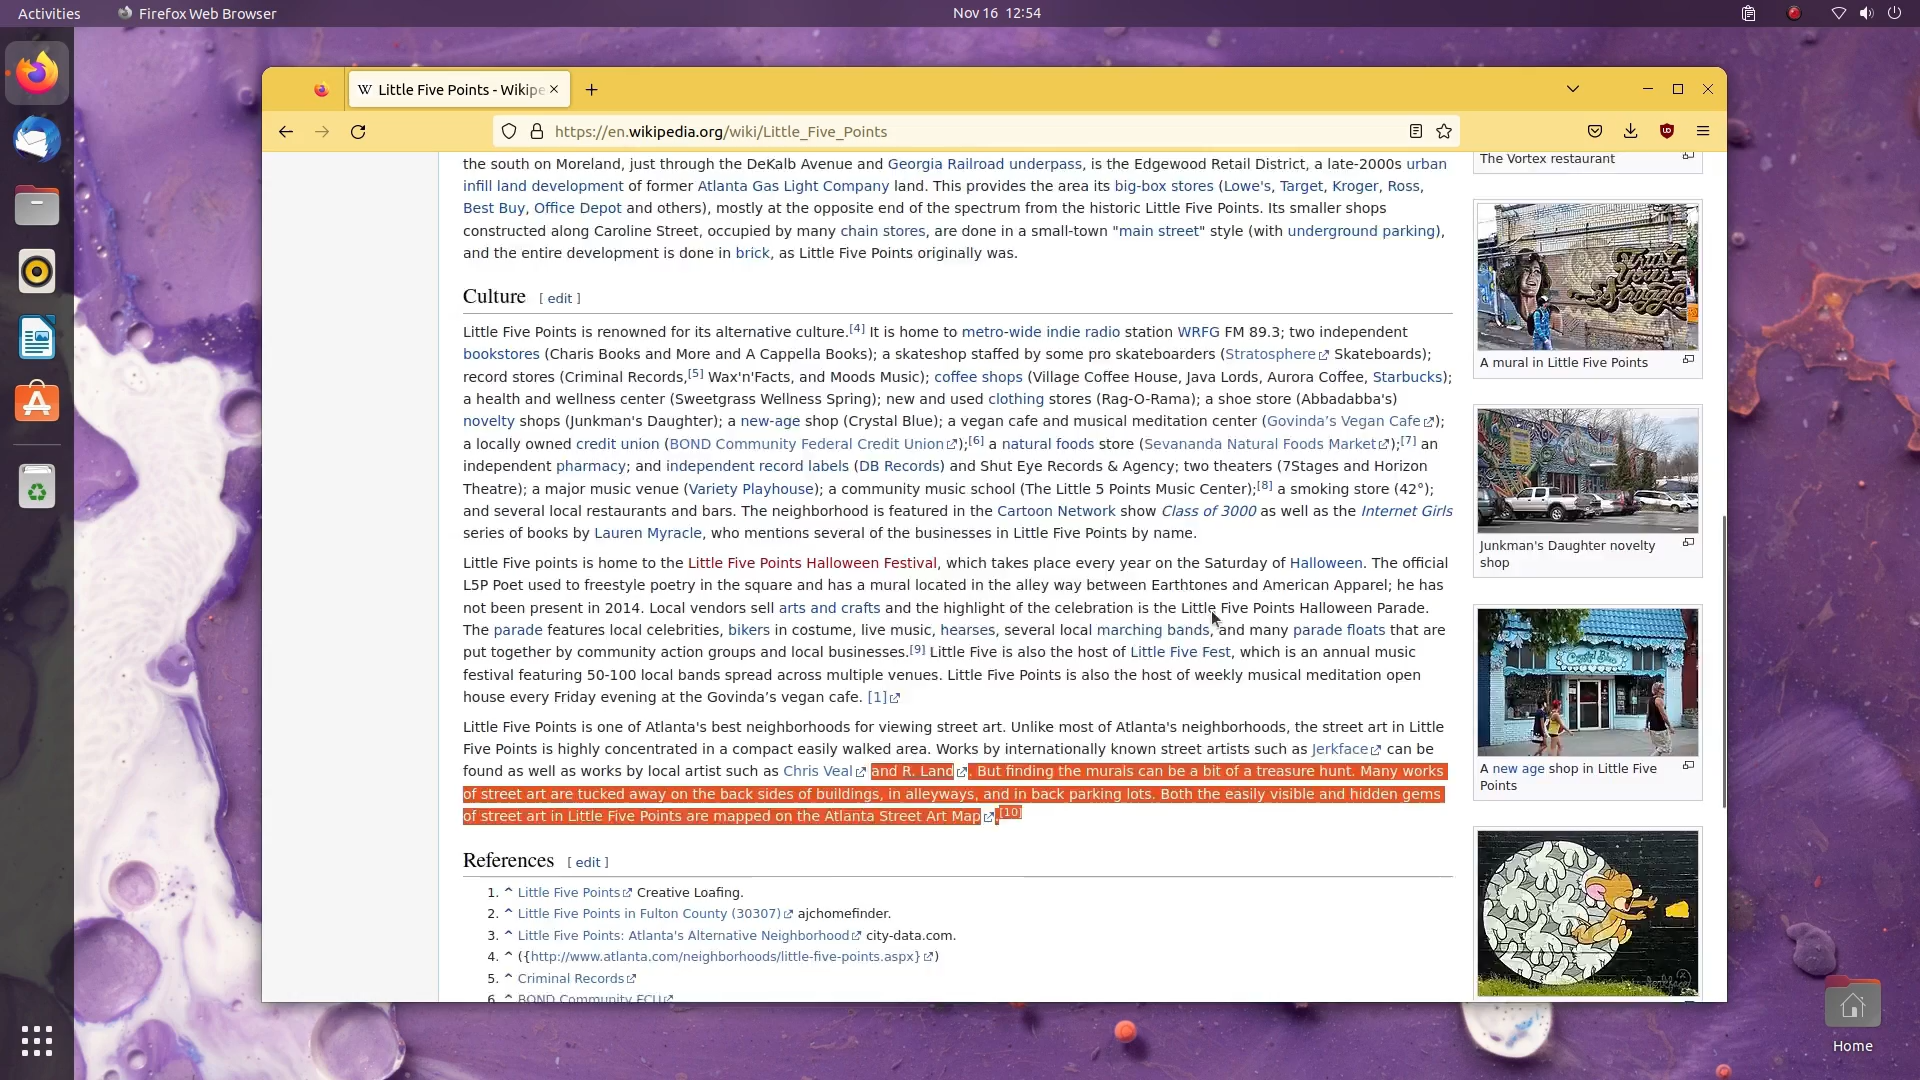 Activities
Firefox Web Browser
Nov 16 12:54
W Little Five Points - Wikipe
https://en.wikipedia.org/wiki/Little_Five_Points
the south on Moreland, just through the DeKalb Avenue and Georgia Railroad underpass, is the Edgewood Retail District, a late-2000s urban
infill land development of former Atlanta Gas Light Company land. This provides the area its big-box stores (Lowe's, Target, Kroger, Ross,
Best Buy, Office Depot and others), mostly at the opposite end of the spectrum from the historic Little Five Points. Its smaller shops
constructed along Caroline Street, occupied by many chain stores, are done in a small-town "main street" style (with underground parking),
and the entire development is done in brick, as Little Five Points originally was.
Culture [ edit ]
Little Five Points is renowned for its alternative culture.[4] It is home to metro-wide indie radio station WRFG FM 89.3; two independent
bookstores (Charis Books and More and A Cappella Books); a skateshop staffed by some pro skateboarders (Stratosphere Skateboards);
record stores (Criminal Records,[5] Wax'n'Facts, and Moods Music); coffee shops (Village Coffee House, Java Lords, Aurora Coffee, Starbucks);
a health and wellness center (Sweetgrass Wellness Spring); new and used clothing stores (Rag-O-Rama); a shoe store (Abbadabba's)
novelty shops (Junkman's Daughter); a new-age shop (Crystal Blue); a vegan cafe and musical meditation center (Govinda’s Vegan Cafe);
a locally owned credit union (BOND Community Federal Credit Union);[6] a natural foods store (Sevananda Natural Foods Market);[7] an
independent pharmacy; and independent record labels (DB Records) and Shut Eye Records & Agency; two theaters (7Stages and Horizon
Theatre); a major music venue (Variety Playhouse); a community music school (The Little 5 Points Music Center);[8] a smoking store (42°);
and several local restaurants and bars. The neighborhood is featured in the Cartoon Network show Class of 3000 as well as the Internet Girls
series of books by Lauren Myracle, who mentions several of the businesses in Little Five Points by name.
Little Five points is home to the Little Five Points Halloween Festival, which takes place every year on the Saturday of Halloween. The official
L5P Poet used to freestyle poetry in the square and has a mural located in the alley way between Earthtones and American Apparel; he has
not been present in 2014. Local vendors sell arts and crafts and the highlight of the celebration is the Little Five Points Halloween Parade.
The parade features local celebrities, bikers in costume, live music, hearses, several local marching bands, and many parade floats that are
put together by community action groups and local businesses.[9] Little Five is also the host of Little Five Fest, which is an annual music
festival featuring 50-100 local bands spread across multiple venues. Little Five Points is also the host of weekly musical meditation open
house every Friday evening at the Govinda’s vegan cafe. [1]
Little Five Points is one of Atlanta's best neighborhoods for viewing street art. Unlike most of Atlanta's neighborhoods, the street art in Little
Five Points is highly concentrated in a compact easily walked area. Works by internationally known street artists such as Jerkface can be
found as well as works by local artist such as Chris Veal and R. Land. But finding the murals can be a bit of a treasure hunt. Many works
of street art are tucked away on the back sides of buildings, in alleyways, and in back parking lots. Both the easily visible and hidden gems
of street art in Little Five Points are mapped on the Atlanta Street Art Map.[10]
References [ edit ]
1. ^ Little Five Points Creative Loafing.
2. ^ Little Five Points in Fulton County (30307) ajchomefinder.
3. ^ Little Five Points: Atlanta's Alternative Neighborhood city-data.com.
4. ^ ({http://www.atlanta.com/neighborhoods/little-five-points.aspx})
5. ^ Criminal Records
6. ^ BOND Community FCU
The Vortex restaurant
Trust
Your
Struggle
A mural in Little Five Points
Junkman's Daughter novelty
shop
Crystal Blue
A new age shop in Little Five
Points
Home